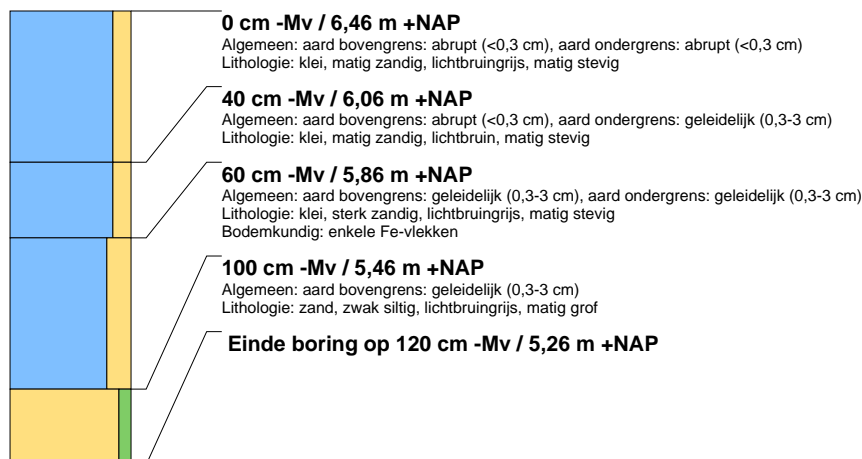 0 cm -Mv / 6,46 m +NAP
Algemeen: aard bovengrens: abrupt (<0,3 cm), aard ondergrens: abrupt (<0,3 cm)
Lithologie: klei, matig zandig, lichtbruingrijs, matig stevig
40 cm -Mv / 6,06 m +NAP
Algemeen: aard bovengrens: abrupt (<0,3 cm), aard ondergrens: geleidelijk (0,3-3 cm)
Lithologie: klei, matig zandig, lichtbruin, matig stevig
60 cm -Mv / 5,86 m +NAP
Algemeen: aard bovengrens: geleidelijk (0,3-3 cm), aard ondergrens: geleidelijk (0,3-3 cm)
Lithologie: klei, sterk zandig, lichtbruingrijs, matig stevig
Bodemkundig: enkele Fe-vlekken
100 cm -Mv / 5,46 m +NAP
Algemeen: aard bovengrens: geleidelijk (0,3-3 cm)
Lithologie: zand, zwak siltig, lichtbruingrijs, matig grof
Einde boring op 120 cm -Mv / 5,26 m +NAP